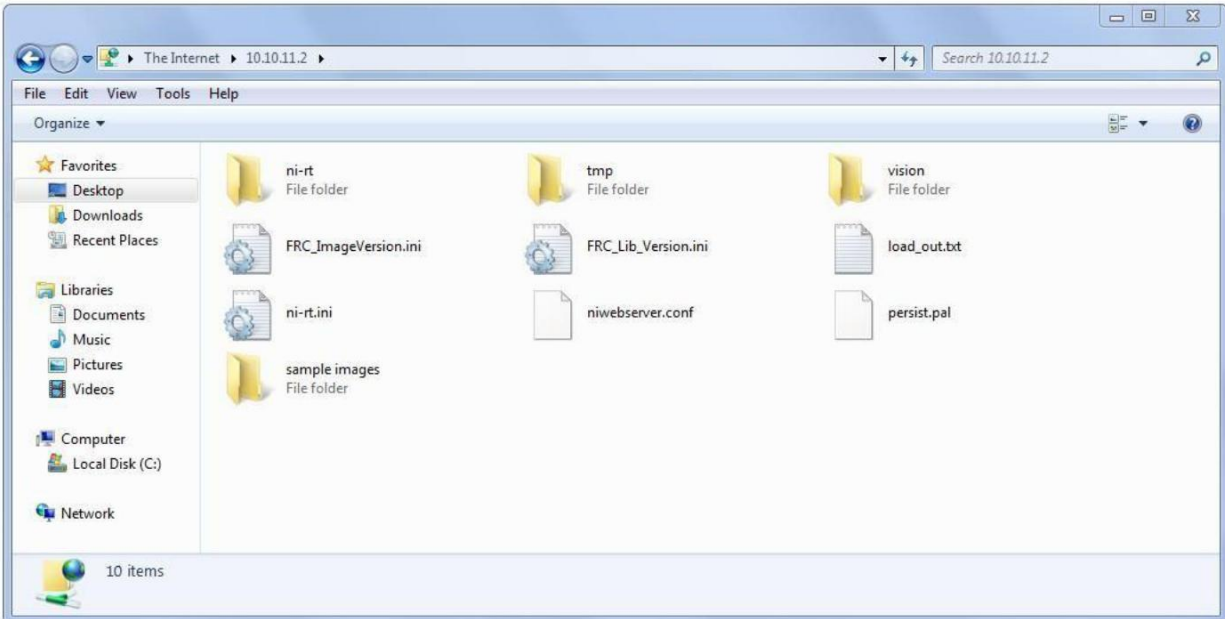 The Internet 10.10.11.2
Search 10.10.11.2
File Edit View Tools Help
Organize
Favorites
Desktop
Downloads
Recent Places
Libraries
Documents
Music
Pictures
Videos
Computer
Local Disk (C:)
Network
ni-rt
File folder
tmp
File folder
vision
File folder
FRC_ImageVersion.ini
FRC_Lib_Version.ini
load_out.txt
ni-rt.ini
niwebserver.conf
persist.pal
sample images
File folder
10 items